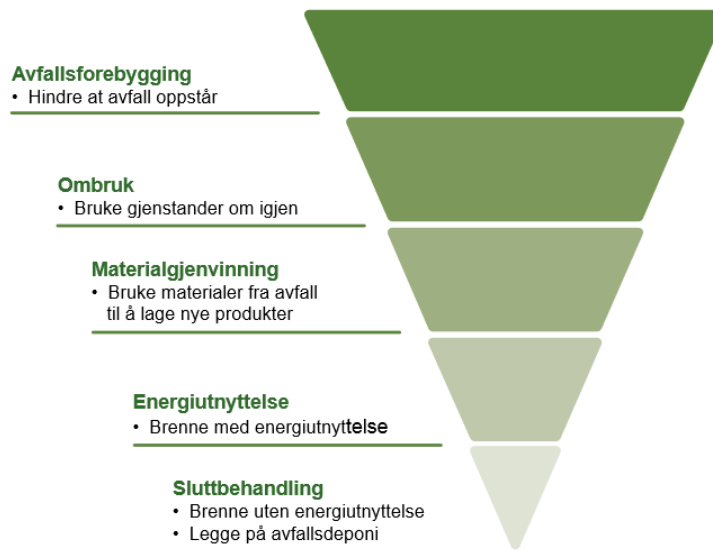 Avfallsforebygging
• Hindre at avfall oppstår
Ombruk
• Bruke gjenstander om igjen
Materialgjenvinning
• Bruke materialer fra avfall
til å lage nye produkter
Energiutnyttelse
• Brenne med energiutnyttelse
Sluttbehandling
• Brenne uten energiutnyttelse
• Legge på avfallsdeponi